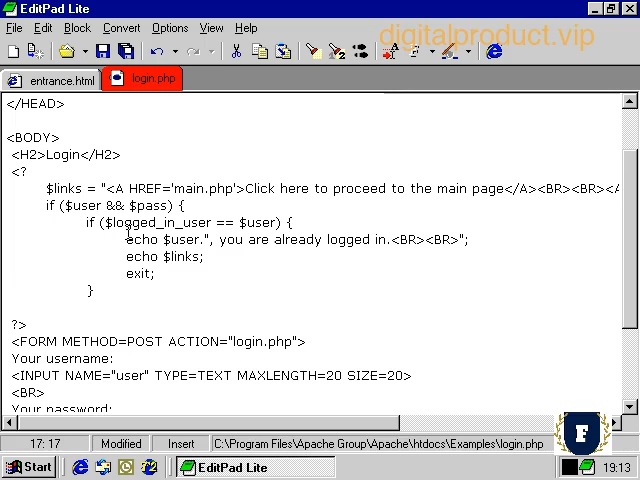 EditPad Lite
File Edit Block Convert Options View Help
digitalproduct.vip
entrance.html login.php
</HEAD>
<BODY>
<H2>Login</H2>
<?
$links = "<A HREF='main.php'>Click here to proceed to the main page</A><BR><BR><A
if ($user && $pass) {
if ($logged_in_user == $user) {
echo $user.", you are already logged in.<BR><BR>";
echo $links;
exit;
}
?>
<FORM METHOD=POST ACTION="login.php">
Your username:
<INPUT NAME="user" TYPE=TEXT MAXLENGTH=20 SIZE=20>
<BR>
Your password:
F
17: 17 Modified Insert C:\Program Files\Apache Group\Apache\htdocs\Examples\login.php
Start EditPad Lite 19:13